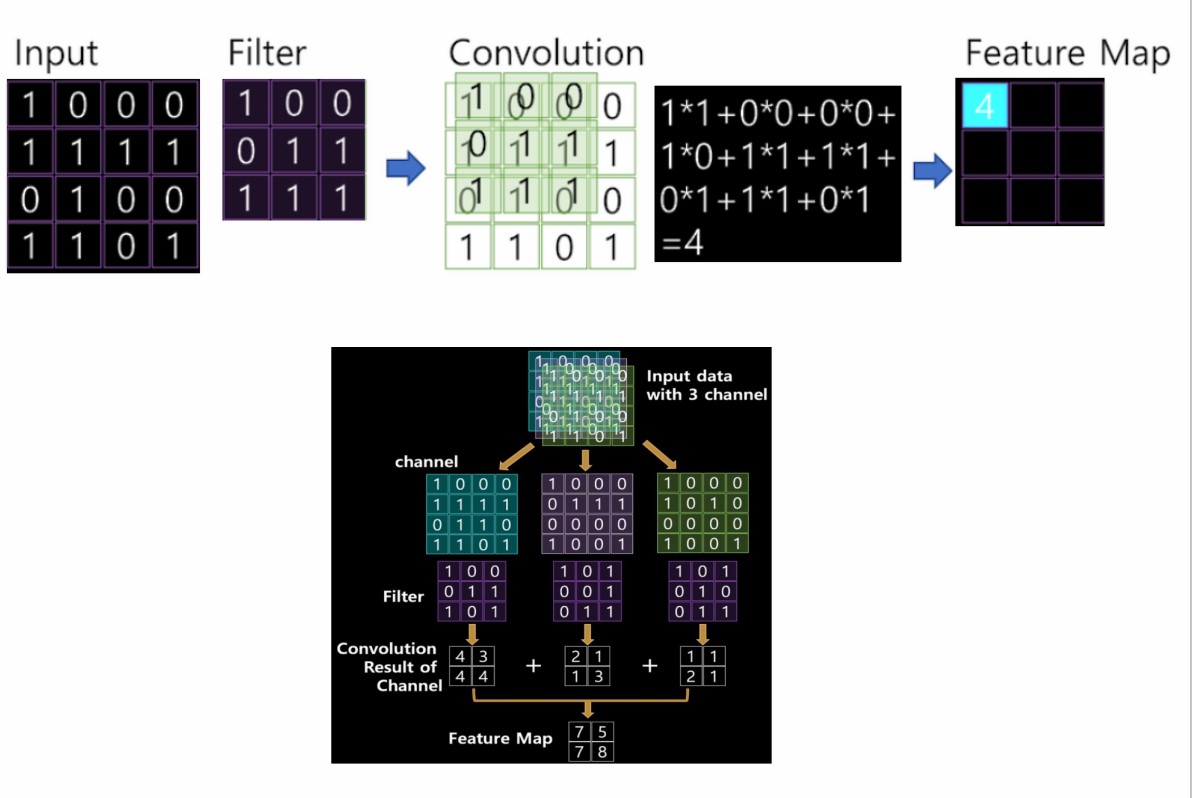 Input
Filter
Convolution
Feature Map
1 0 0 0
1 1 1 1
0 1 0 0
1 1 0 1
1 0 0
0 1 1
1 1 1
1 1 0 0 0 0 0
1 0 1 1 1 1 1
0 1 1 1 0 1 0
1 1 0 1
1*1+0*0+0*0+
1*0+1*1+1*1+
0*1+1*1+0*1
=4
4
Input data
with 3 channel
channel
1 0 0 0
1 1 1 1
0 1 1 0
1 1 0 1
1 0 0 0
0 1 1 1
0 0 0 0
1 0 0 1
1 0 0 0
1 0 1 0
0 0 0 0
1 0 0 1
Filter
1 0 0
0 1 1
1 0 1
1 0 1
0 0 1
0 1 1
1 0 1
0 1 0
0 1 1
Convolution
Result of
Channel
4 3
4 4
+
2 1
1 3
+
1 1
2 1
Feature Map
7 5
7 8